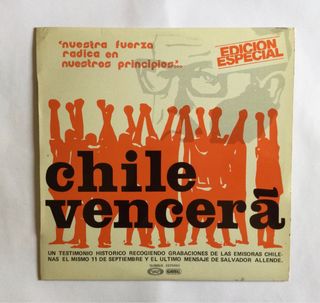 "nuestra fuerza
radica en
nuestros principios"...
EDICION
ESPECIAL
chile
vencerá
UN TESTIMONIO HISTORICO RECOGIENDO GRABACIONES DE LAS EMISORAS CHILE-
NAS EL MISMO 11 DE SEPTIEMBRE Y EL ULTIMO MENSAJE DE SALVADOR ALLENDE.